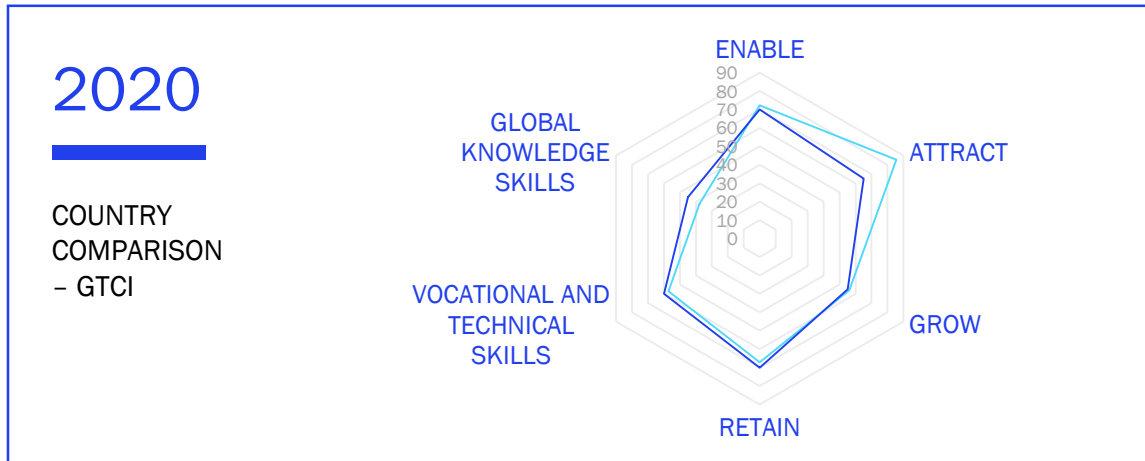 2020
COUNTRY
COMPARISON
– GTCI
ENABLE
90
80
70
60
50
40
30
20
10
0
GLOBAL
KNOWLEDGE
SKILLS
ATTRACT
VOCATIONAL AND
TECHNICAL
SKILLS
GROW
RETAIN